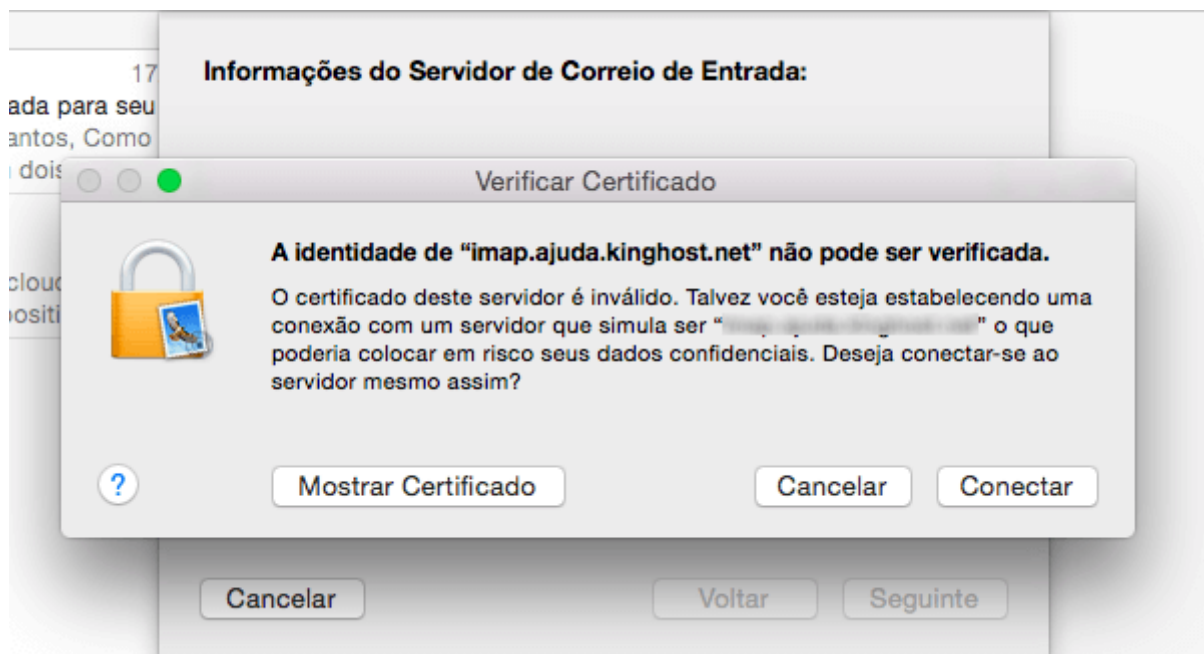 17
Informações do Servidor de Correio de Entrada:
ada para seu
antos, Como
dois
Verificar Certificado
A identidade de “imap.ajuda.kinghost.net” não pode ser verificada.
O certificado deste servidor é inválido. Talvez você esteja estabelecendo uma
conexão com um servidor que simula ser “ ” o que
poderia colocar em risco seus dados confidenciais. Deseja conectar-se ao
servidor mesmo assim?
cloud
positi
?
Mostrar Certificado
Cancelar
Conectar
Cancelar
Voltar
Seguinte